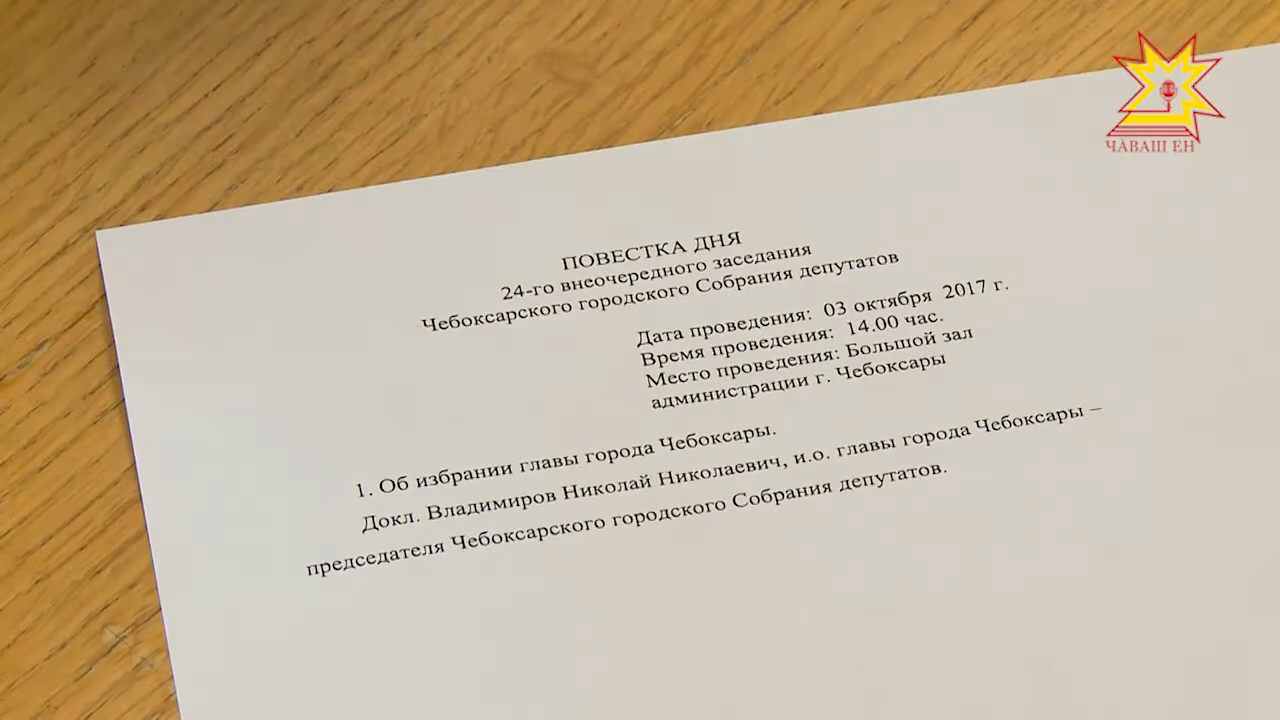 ЧӐВАШ ЕН
ПОВЕСТКА ДНЯ
24-го внеочередного заседания
Чебоксарского городского Собрания депутатов
Дата проведения: 03 октября 2017 г.
Время проведения: 14.00 час.
Место проведения: Большой зал
администрации г. Чебоксары
1. Об избрании главы города Чебоксары.
Докл. Владимиров Николай Николаевич, и.о. главы города Чебоксары –
председателя Чебоксарского городского Собрания депутатов.